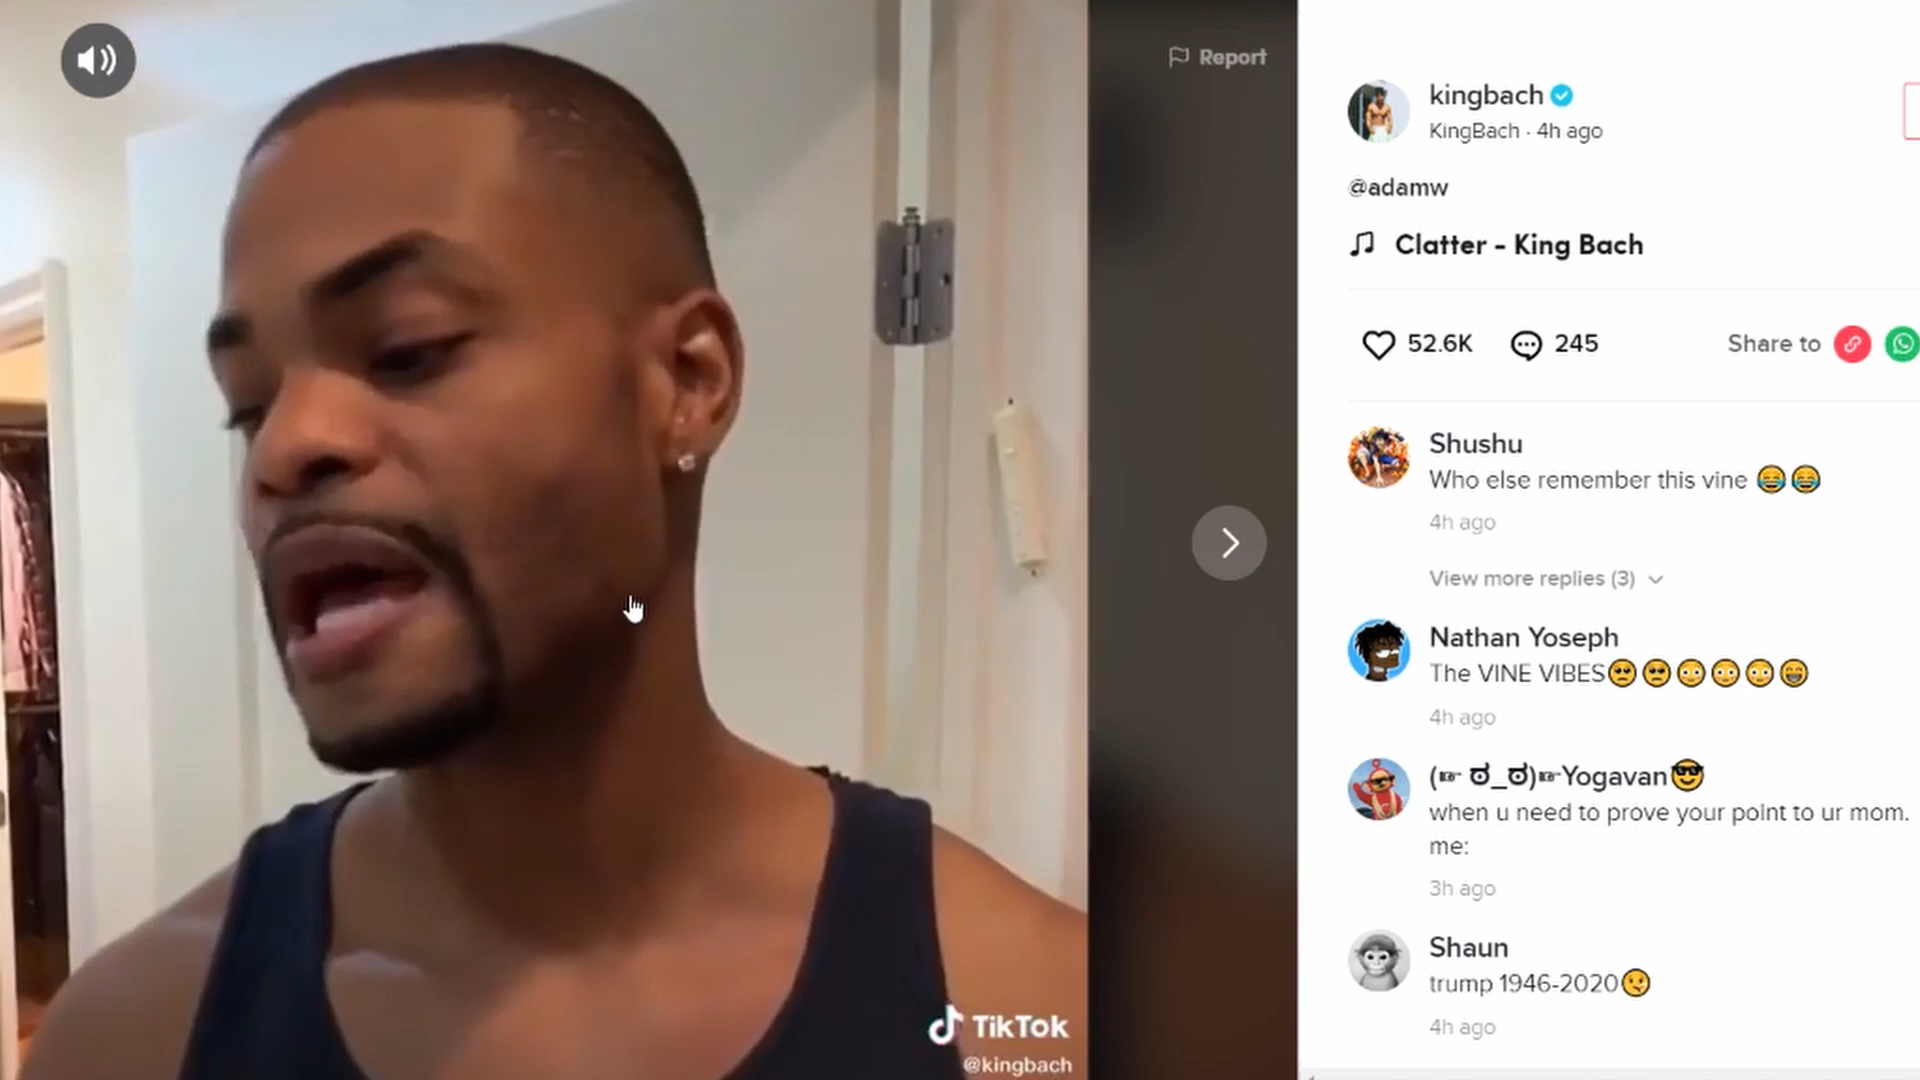 Report
kingbach
KingBach · 4h ago
@adamw
Clatter - King Bach
52.6K
245
Share to
Shushu
Who else remember this vine 😂😂
4h ago
View more replies (3)
Nathan Yoseph
The VINE VIBES🥺🥺😳😳😳😁
4h ago
(☞ ಠ_ಠ)☞Yogavan😎
when u need to prove your poInt to ur mom.
me:
3h ago
Shaun
trump 1946-2020🤨
4h ago
TikTok
@kingbach